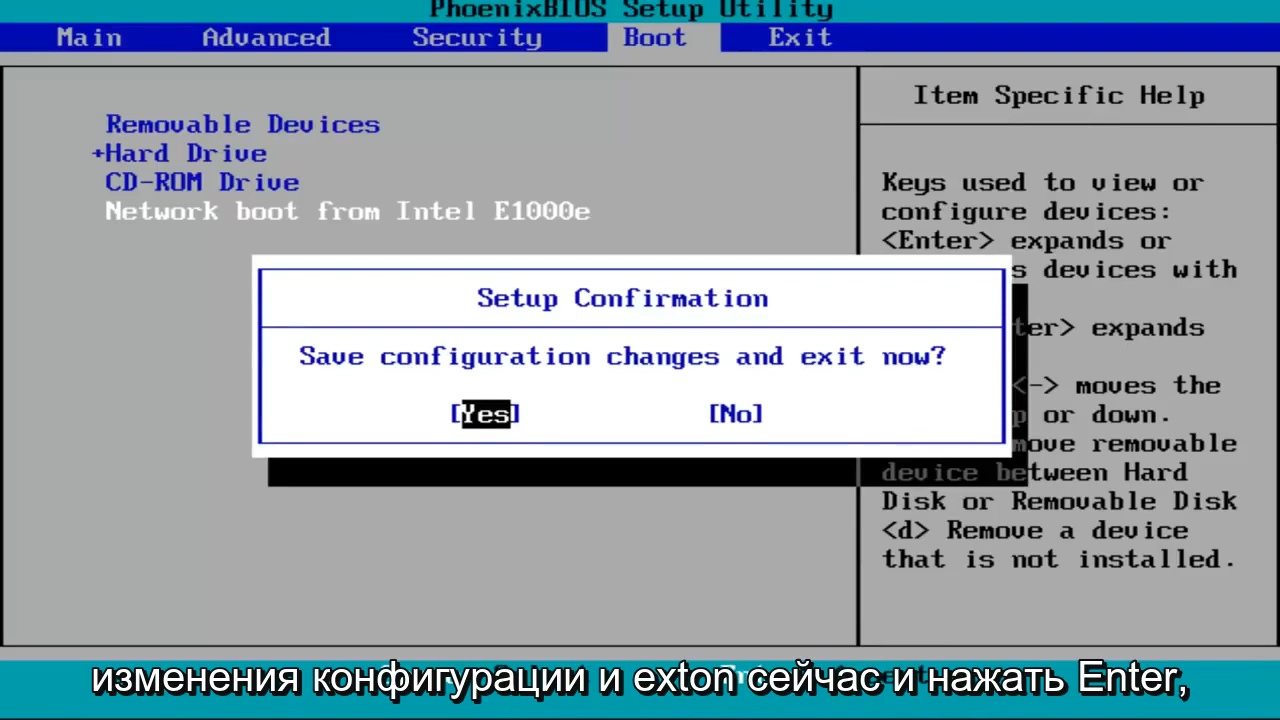 PhoenixBIOS Setup Utility
Main Advanced Security Boot Exit
Removable Devices
+Hard Drive
CD-ROM Drive
Network boot from Intel E1000e
Item Specific Help
Keys used to view or
configure devices:
<Enter> expands or
s devices with
ter> expands
<-> moves the
p or down.
move removable
device between Hard
Disk or Removable Disk
<d> Remove a device
that is not installed.
Setup Confirmation
Save configuration changes and exit now?
[Yes] [No]
изменения конфигурации и exton сейчас и нажать Enter,